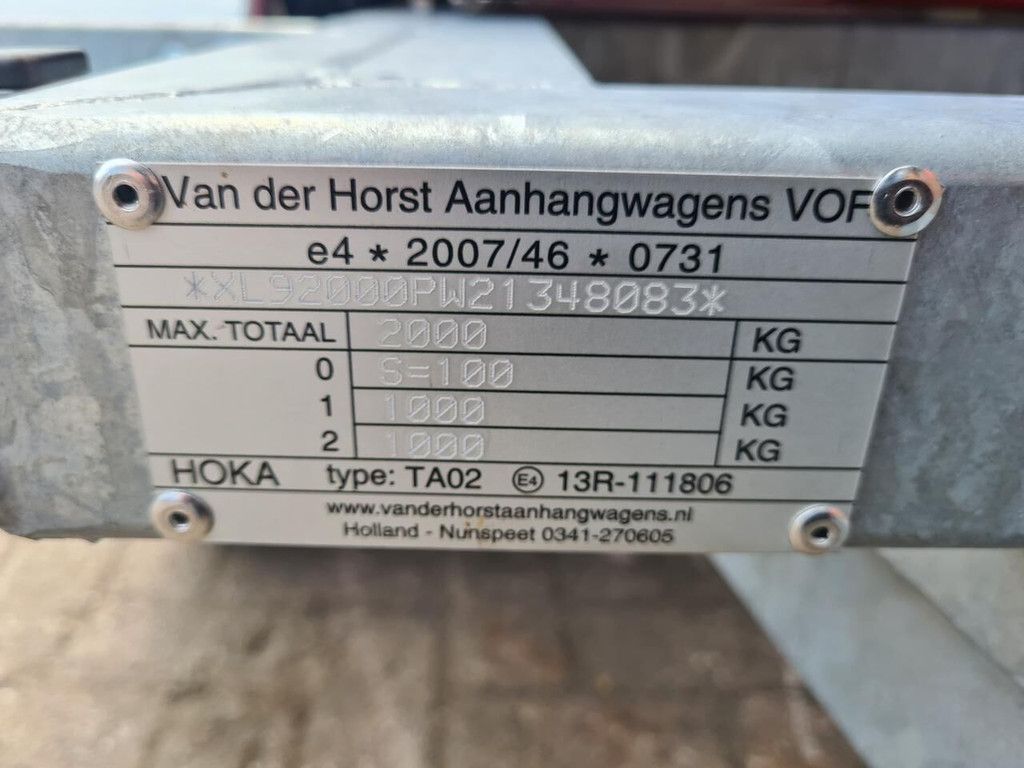 Van der Horst Aanhangwagens VOF
e4 * 2007/46 * 0731
*XL92000PW21348083*
MAX. TOTAAL 2000 KG
0 S=100 KG
1 1000 KG
2 1000 KG
HOKA type: TA02 E4 13R-111806
www.vanderhorstaanhangwagens.nl
Holland - Nunspeet 0341-270605